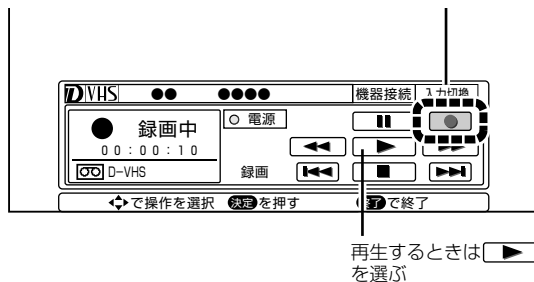 D VHS ●● ●●●● 機器接続 入力切換
● 録画中
00:00:10
D-VHS
○ 電源
録画
で操作を選択 決定を押す 終了で終了
再生するときは
を選ぶ